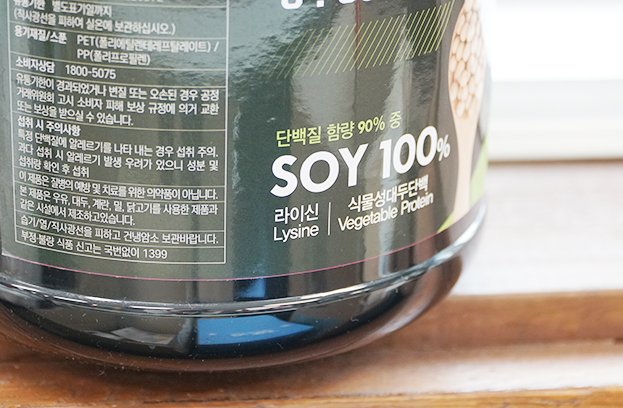 유통기한 별도표기일까지
(직사광선을 피하여 실온에 보관하십시오.)
용기재질/스푼 PET(폴리에틸렌테레프탈레이트) /
PP(폴리프로필렌)
소비자상담 1800-5075
유통기한이 경과되었거나 변질 또는 오손된 경우 공정
거래위원회 고시 소비자 피해 보상 규정에 의거 교환
또는 보상을 받으실 수 있습니다.
섭취 시 주의사항
특정 단백질에 알레르기를 나타 내는 경우 섭취 주의,
과다 섭취 시 알레르기 발생 우려가 있으니 성분 및
섭취량 확인 후 섭취
이 제품은 질병의 예방 및 치료를 위한 의약품이 아닙니다.
본 제품은 우유, 대두, 계란, 밀, 닭고기를 사용한 제품과
같은 시설에서 제조하고있습니다.
습기/열/직사광선을 피하고 건냉암소 보관바랍니다.
부정·불량 식품 신고는 국번없이 1399
단백질 함량 90% 중
SOY 100%
라이신
Lysine
식물성대두단백
Vegetable Protein